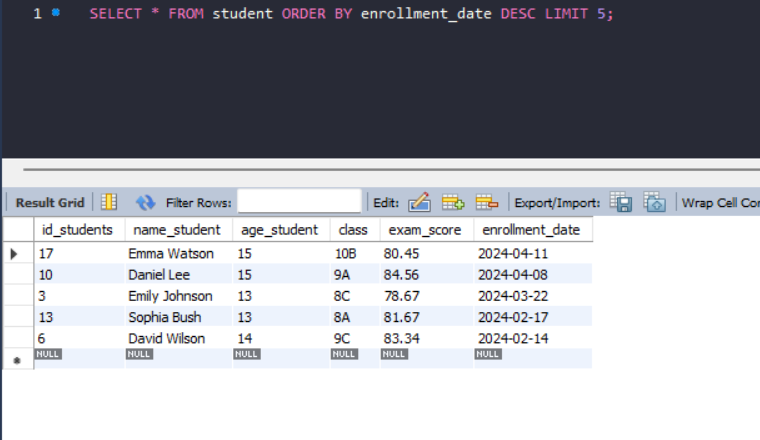 1 SELECT * FROM student ORDER BY enrollment_date DESC LIMIT 5;
Result Grid Filter Rows: Edit: Export/Import: Wrap Cell Con
id_students name_student age_student class exam_score enrollment_date
17 Emma Watson 15 10B 80.45 2024-04-11
10 Daniel Lee 15 9A 84.56 2024-04-08
3 Emily Johnson 13 8C 78.67 2024-03-22
13 Sophia Bush 13 8A 81.67 2024-02-17
6 David Wilson 14 9C 83.34 2024-02-14
NULL NULL NULL NULL NULL NULL